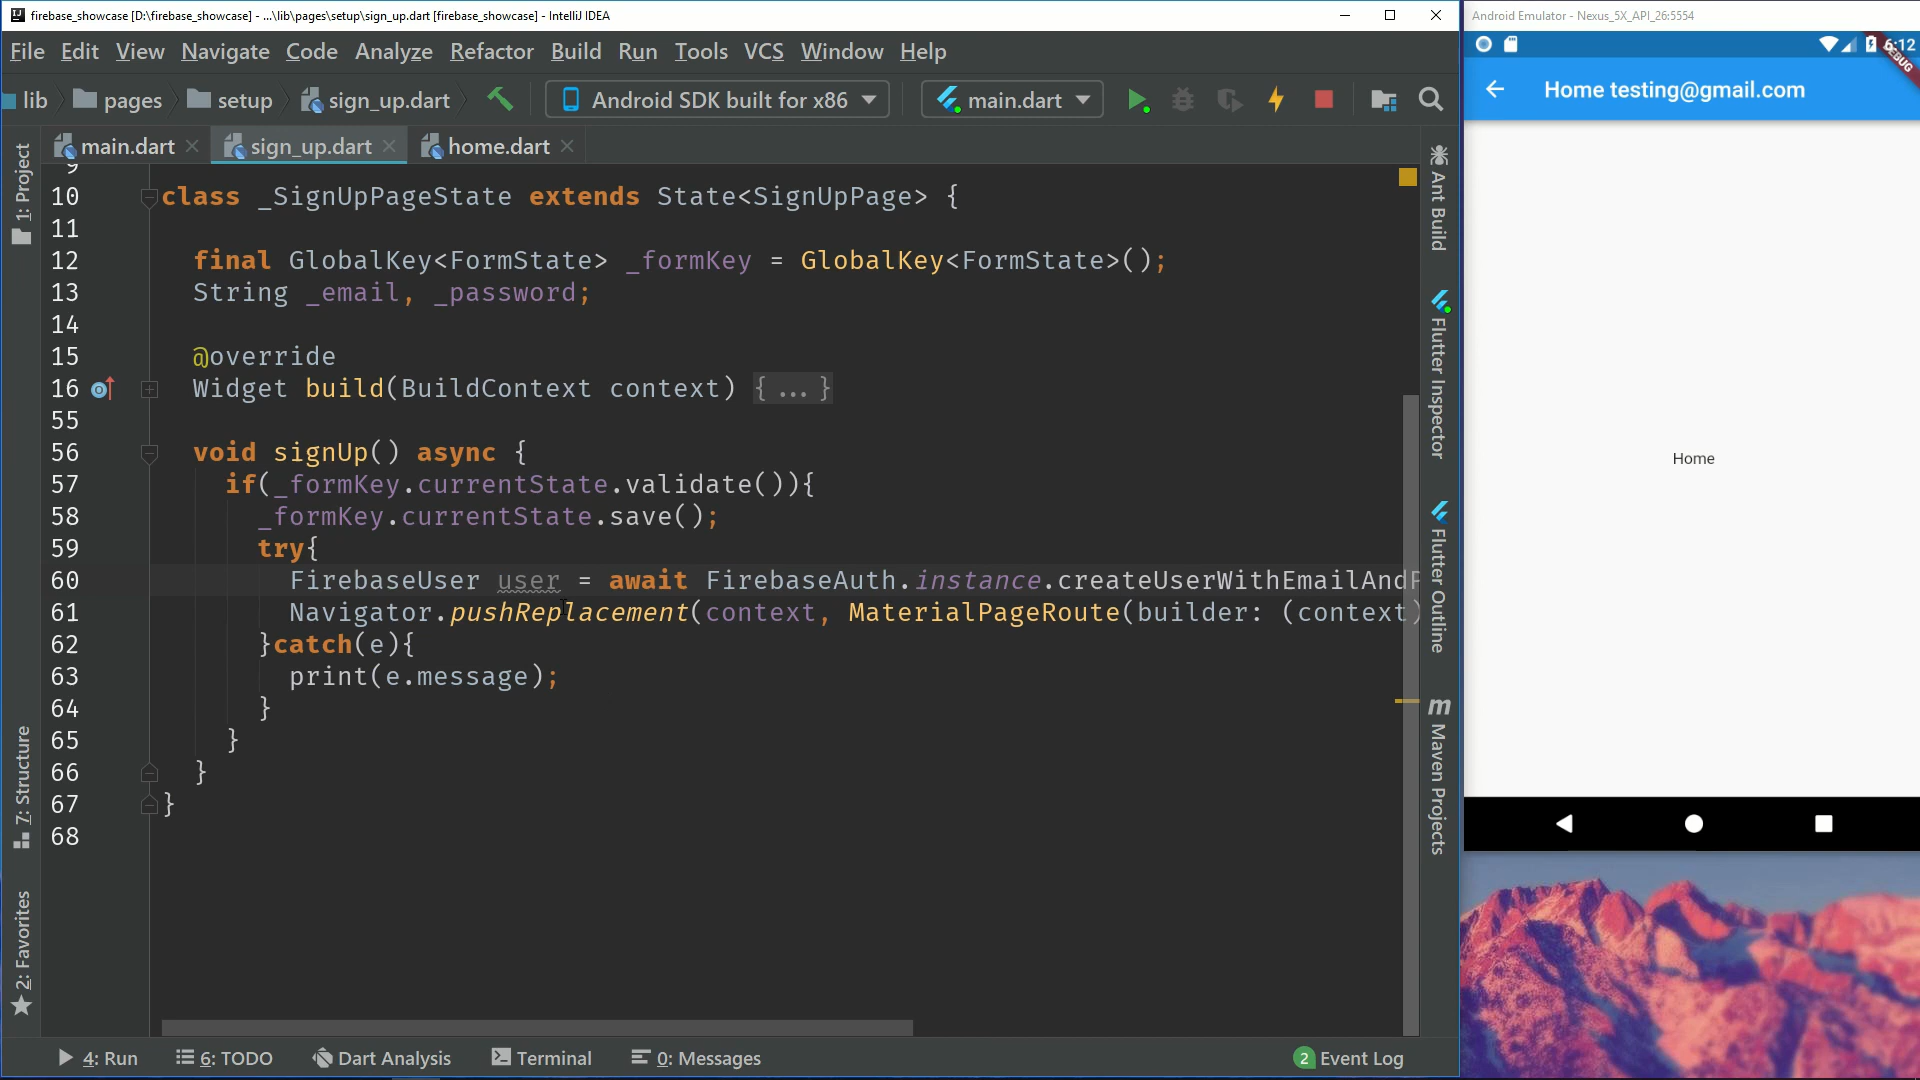 firebase_showcase [D:\firebase_showcase] - ...\lib\pages\setup\sign_up.dart [firebase_showcase] - IntelliJ IDEA
File Edit View Navigate Code Analyze Refactor Build Run Tools VCS Window Help
lib pages setup sign_up.dart Android SDK built for x86 main.dart
main.dart sign_up.dart home.dart
1: Project
7: Structure
2: Favorites
9
10 class _SignUpPageState extends State<SignUpPage> {
11
12 final GlobalKey<FormState> _formKey = GlobalKey<FormState>();
13 String _email, _password;
14
15 @override
16 Widget build(BuildContext context) {...}
55
56 void signUp() async {
57 if(_formKey.currentState.validate()){
58 _formKey.currentState.save();
59 try{
60 FirebaseUser user = await FirebaseAuth.instance.createUserWithEmailAnd
61 Navigator.pushReplacement(context, MaterialPageRoute(builder: (context)
62 }catch(e){
63 print(e.message);
64 }
65 }
66 }
67 }
68
Ant Build
Flutter Inspector
Flutter Outline
m Maven Projects
4: Run 6: TODO Dart Analysis Terminal 0: Messages 2 Event Log
Android Emulator - Nexus_5X_API_26:5554
6:12
DEBUG
Home testing@gmail.com
Home